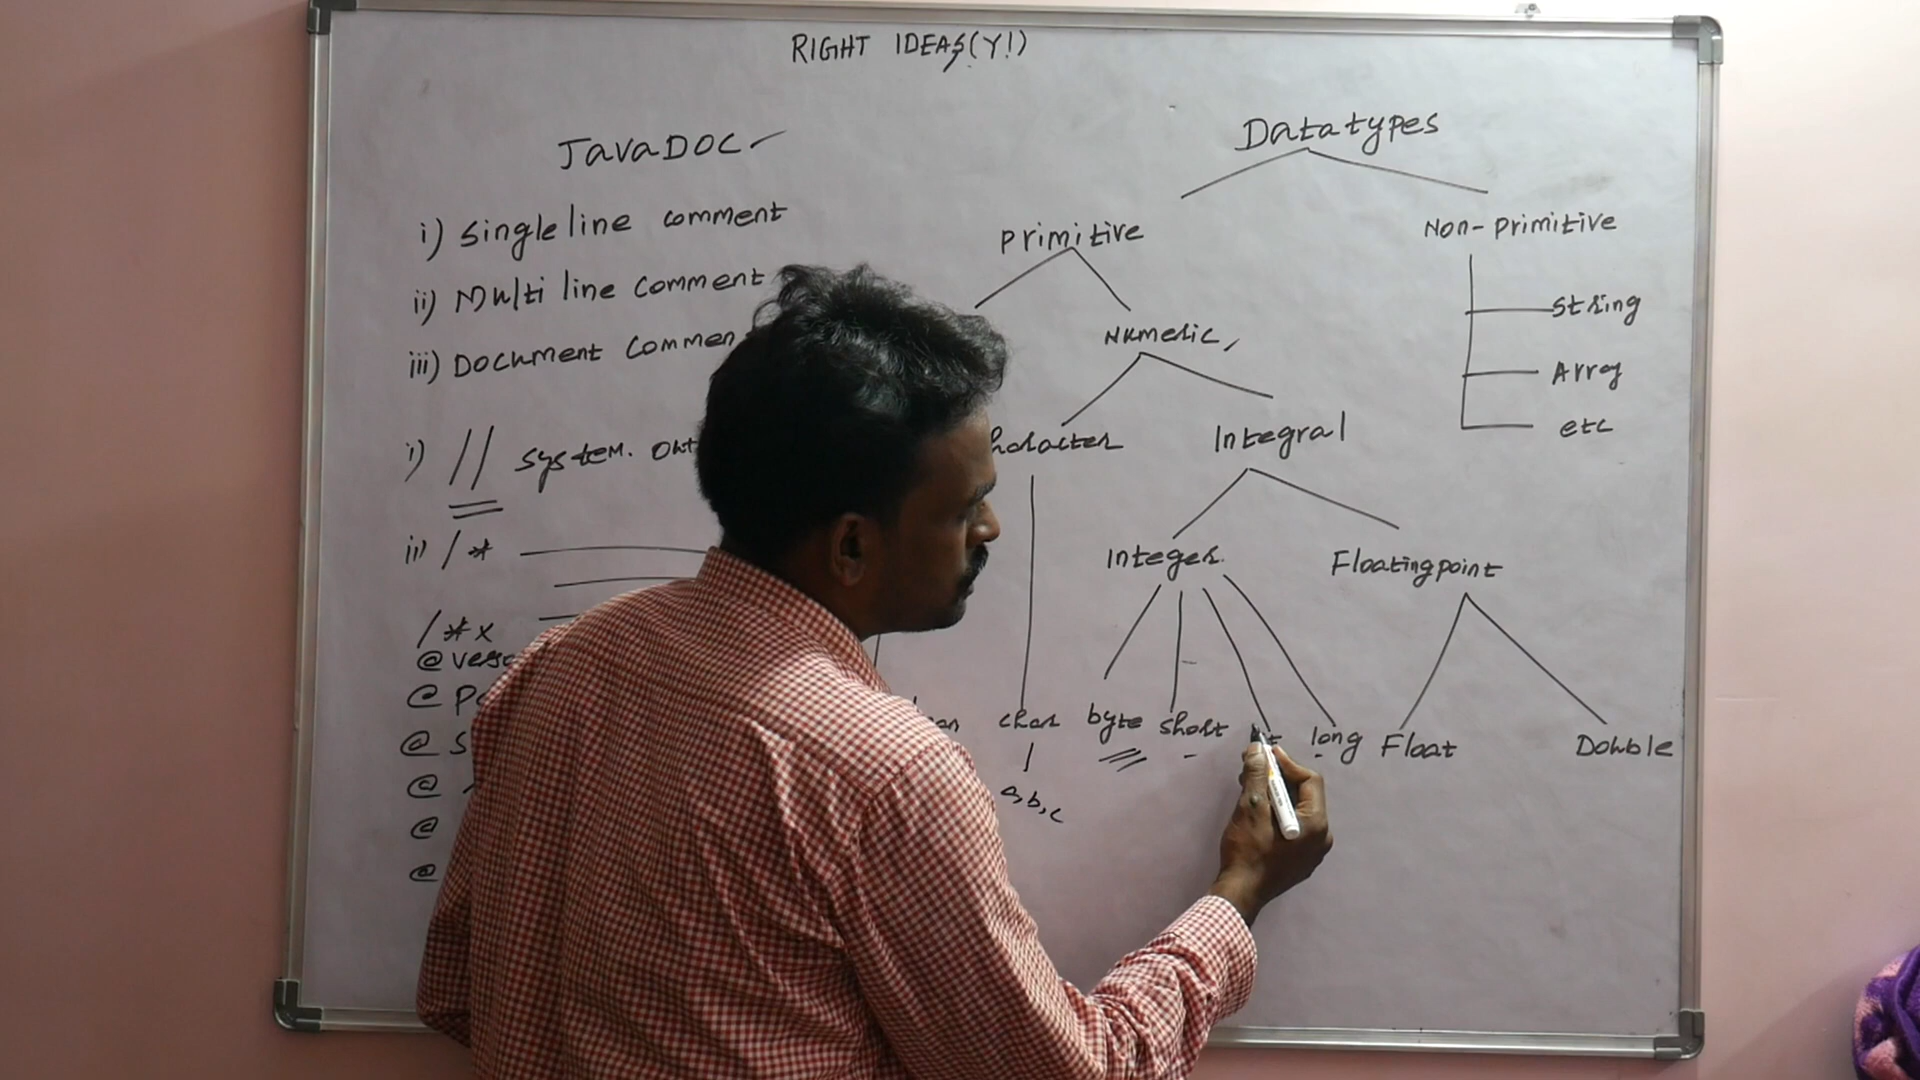 RIGHT IDEAS(Y!)
JavaDOC
i) Single line comment
ii) Multi line comment
iii) Document Commen
i) // System. Out
ii) / *
/ * x
@
@ P
@ S
@
@
@
Datatypes
Primitive
Non-Primitive
String
Array
etc
Numeric,
haracter
Integral
Integer
Floatingpoint
char
byte
short
long
Float
Double
a,b,c